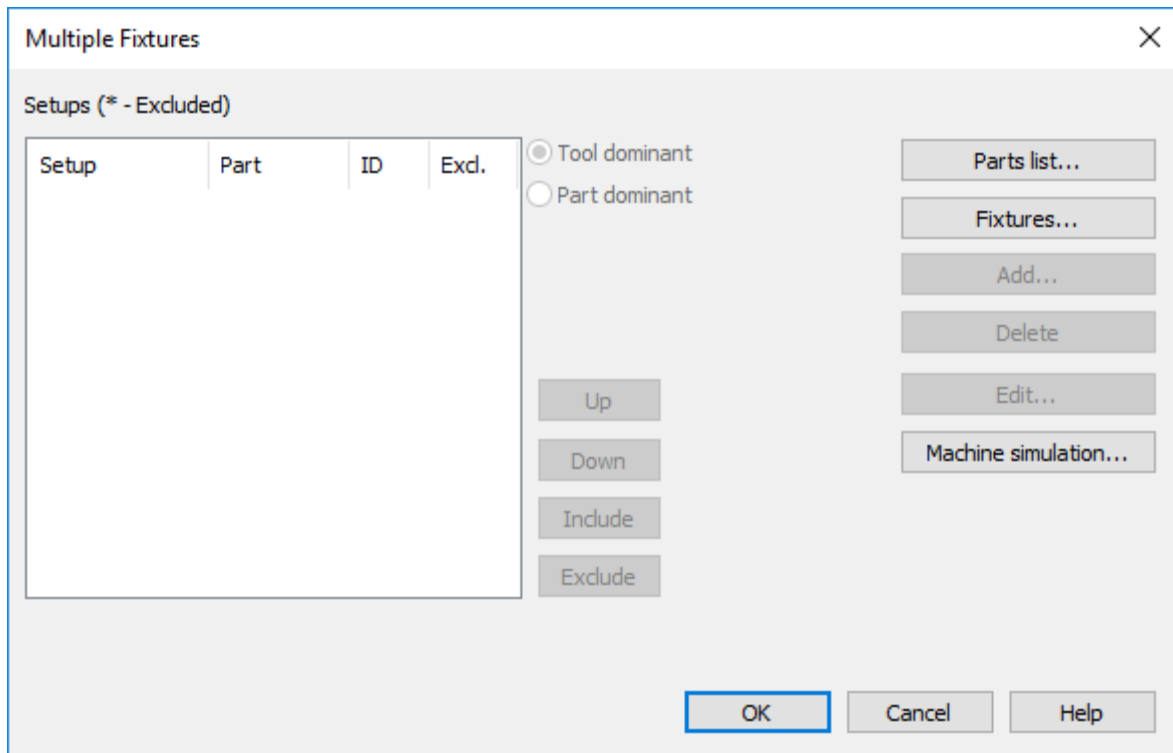 Multiple Fixtures
Setups (* - Excluded)
Setup Part ID Excl.
Tool dominant
Part dominant
Parts list...
Fixtures...
Add...
Delete
Edit...
Machine simulation...
Up
Down
Include
Exclude
OK Cancel Help